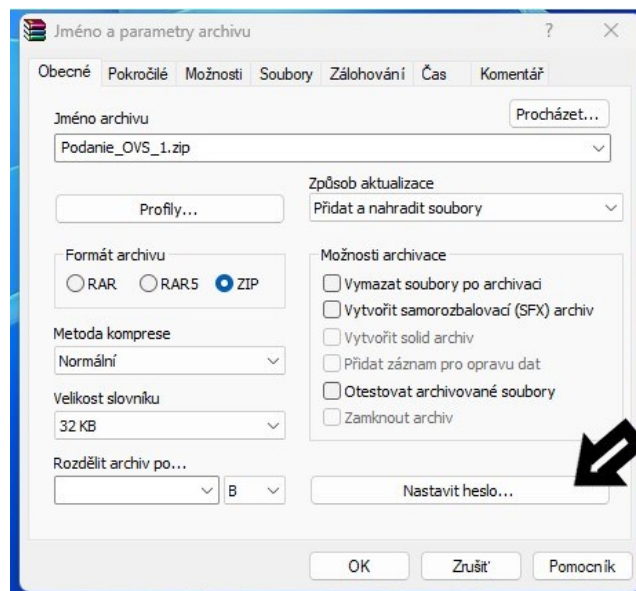 Jméno a parametry archivu ?
Obecné Pokročilé Možnosti Soubory Zálohování Čas Komentář
Jméno archivu
Procházet...
Podanie_OVS_1.zip
Způsob aktualizace
Profily...
Přidat a nahradit soubory
Formát archivu
RAR RAR5 ZIP
Možnosti archivace
Vymazat soubory po archivaci
Vytvořit samorozbalovací (SFX) archiv
Vytvořit solid archiv
Přidat záznam pro opravu dat
Otestovat archivované soubory
Zamknout archiv
Metoda komprese
Normální
Velikost slovníku
32 KB
Rozdělit archiv po...
B
Nastavit heslo...
OK Zrušiť Pomocník